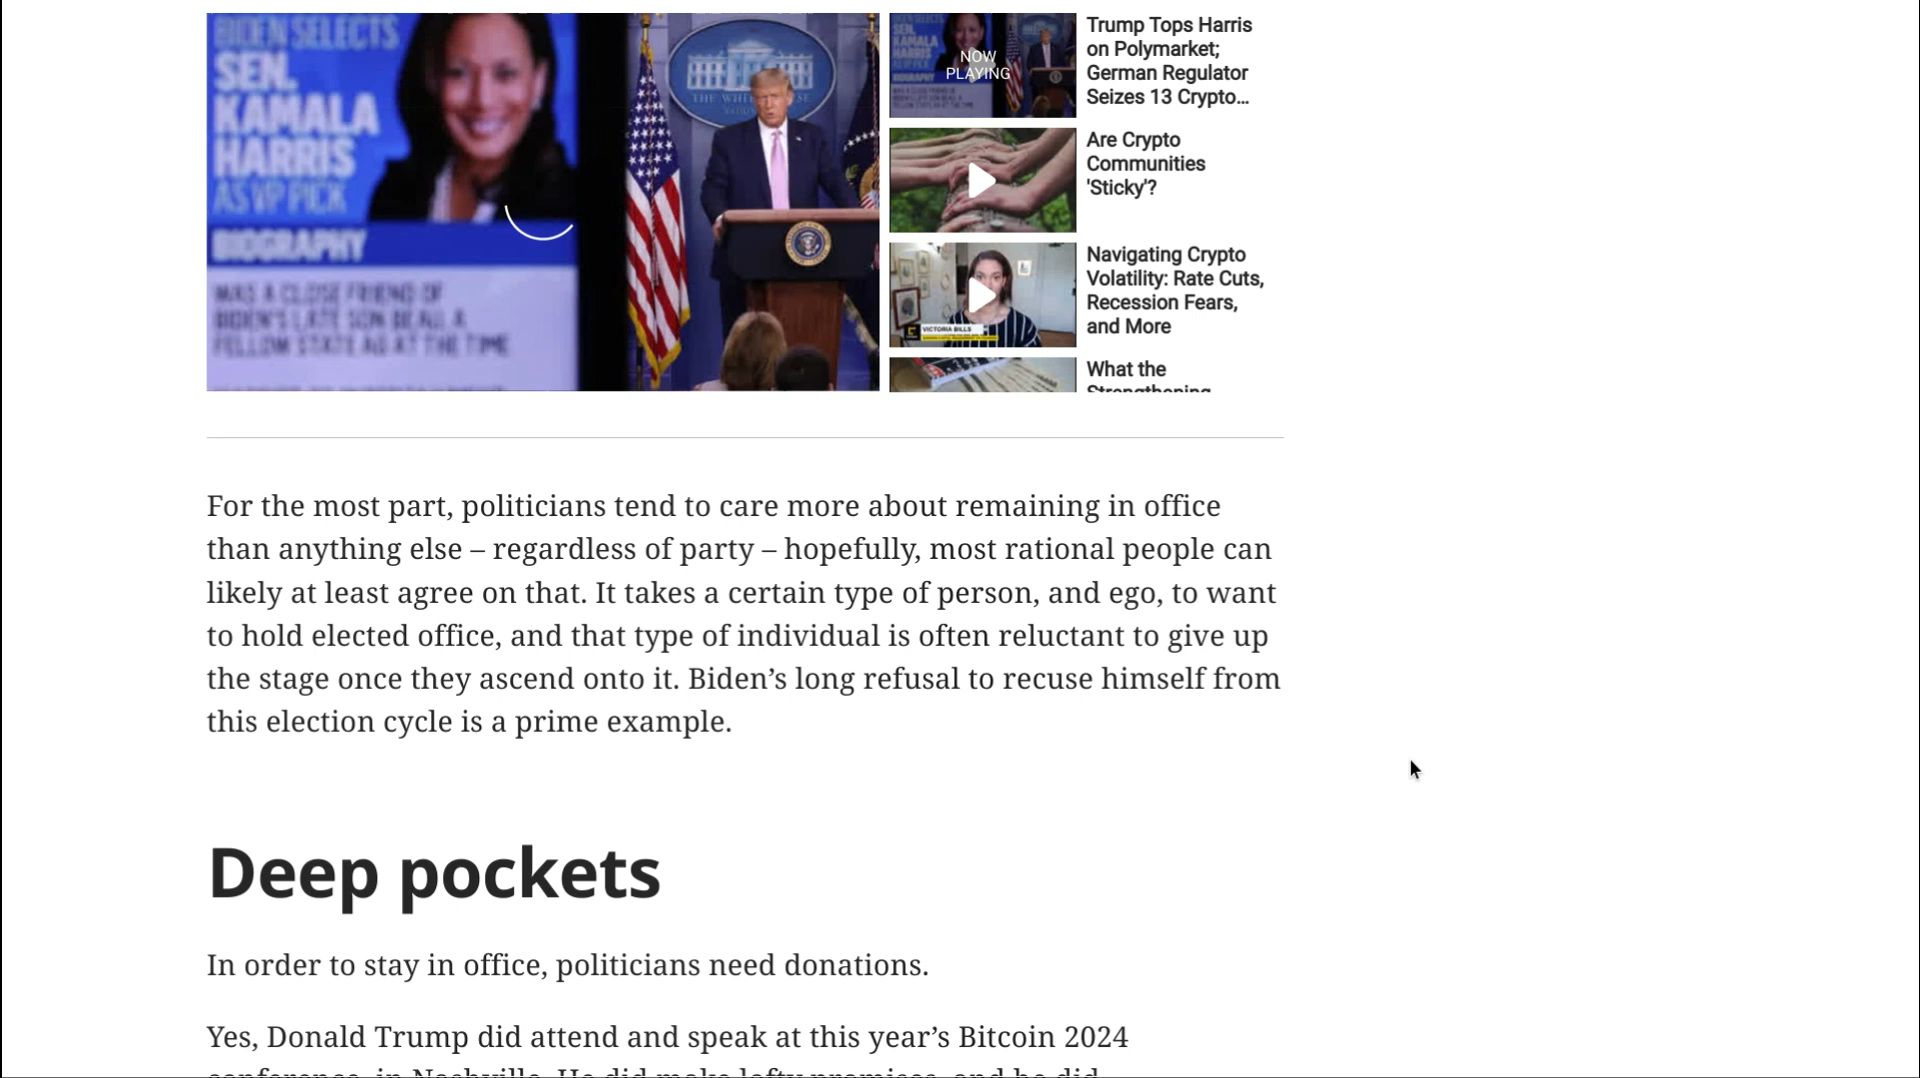 BIDEN SELECTS
SEN.
KAMALA
HARRIS
AS VP PICK
BIOGRAPHY
WAS A CLOSE FRIEND OF
BIDEN'S LATE SON BEAU, A
FELLOW STATE AG AT THE TIME
THE WHITE HOUSE
NOW
PLAYING
Trump Tops Harris
on Polymarket;
German Regulator
Seizes 13 Crypto...
Are Crypto
Communities
'Sticky'?
VICTORIA BILLS
Navigating Crypto
Volatility: Rate Cuts,
Recession Fears,
and More
What the
Strengthening
For the most part, politicians tend to care more about remaining in office
than anything else – regardless of party – hopefully, most rational people can
likely at least agree on that. It takes a certain type of person, and ego, to want
to hold elected office, and that type of individual is often reluctant to give up
the stage once they ascend onto it. Biden’s long refusal to recuse himself from
this election cycle is a prime example.
Deep pockets
In order to stay in office, politicians need donations.
Yes, Donald Trump did attend and speak at this year’s Bitcoin 2024
conference, in Nashville. He did make lofty promises, and he did